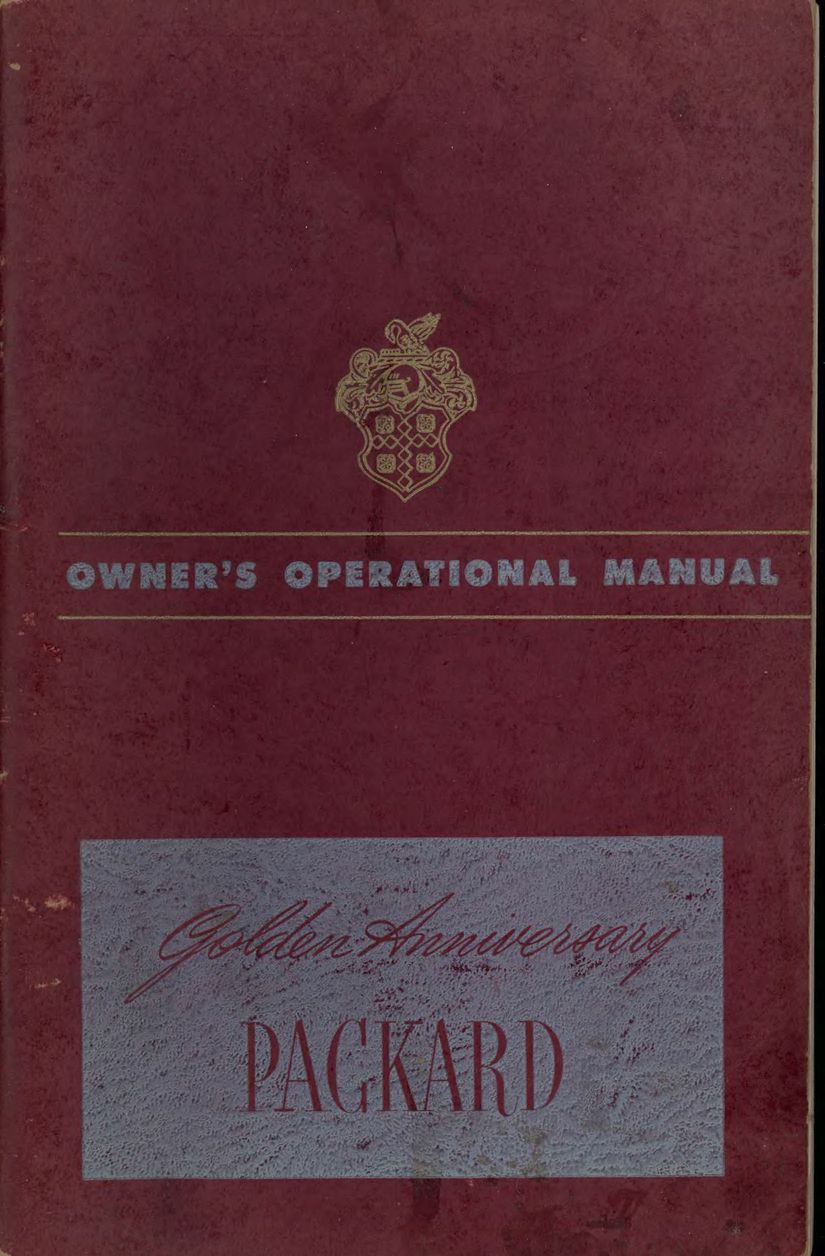 OWNER'S OPERATIONAL MANUAL
Golden Anniversary
PACKARD